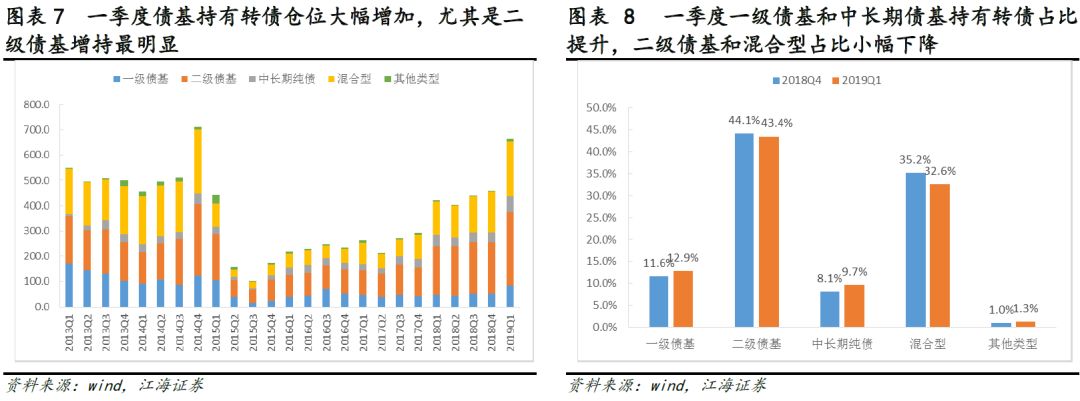 图表 7 一季度债基持有转债仓位大幅增加，尤其是二
级债基增持最明显
一级债基 二级债基 中长期纯债 混合型 其他类型
800.0
700.0
600.0
500.0
400.0
300.0
200.0
100.0
0.0
2013Q1 2013Q2 2013Q3 2013Q4 2014Q1 2014Q2 2014Q3 2014Q4 2015Q1 2015Q2 2015Q3 2015Q4 2016Q1 2016Q2 2016Q3 2016Q4 2017Q1 2017Q2 2017Q3 2017Q4 2018Q1 2018Q2 2018Q3 2018Q4 2019Q1
资料来源：wind，江海证券
图表 8 一季度一级债基和中长期债基持有转债占比
提升，二级债基和混合型占比小幅下降
2018Q4 2019Q1
50.0%
45.0%
40.0%
35.0%
30.0%
25.0%
20.0%
15.0%
10.0%
5.0%
0.0%
11.6% 12.9%
44.1% 43.4%
8.1% 9.7%
35.2% 32.6%
1.0% 1.3%
一级债基 二级债基 中长期纯债 混合型 其他类型
资料来源：wind，江海证券